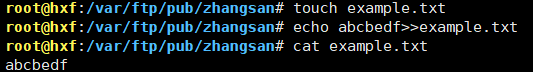 root@hxf:/var/ftp/pub/zhangsan# touch example.txt
root@hxf:/var/ftp/pub/zhangsan# echo abcbedf>>example.txt
root@hxf:/var/ftp/pub/zhangsan# cat example.txt
abcbedf